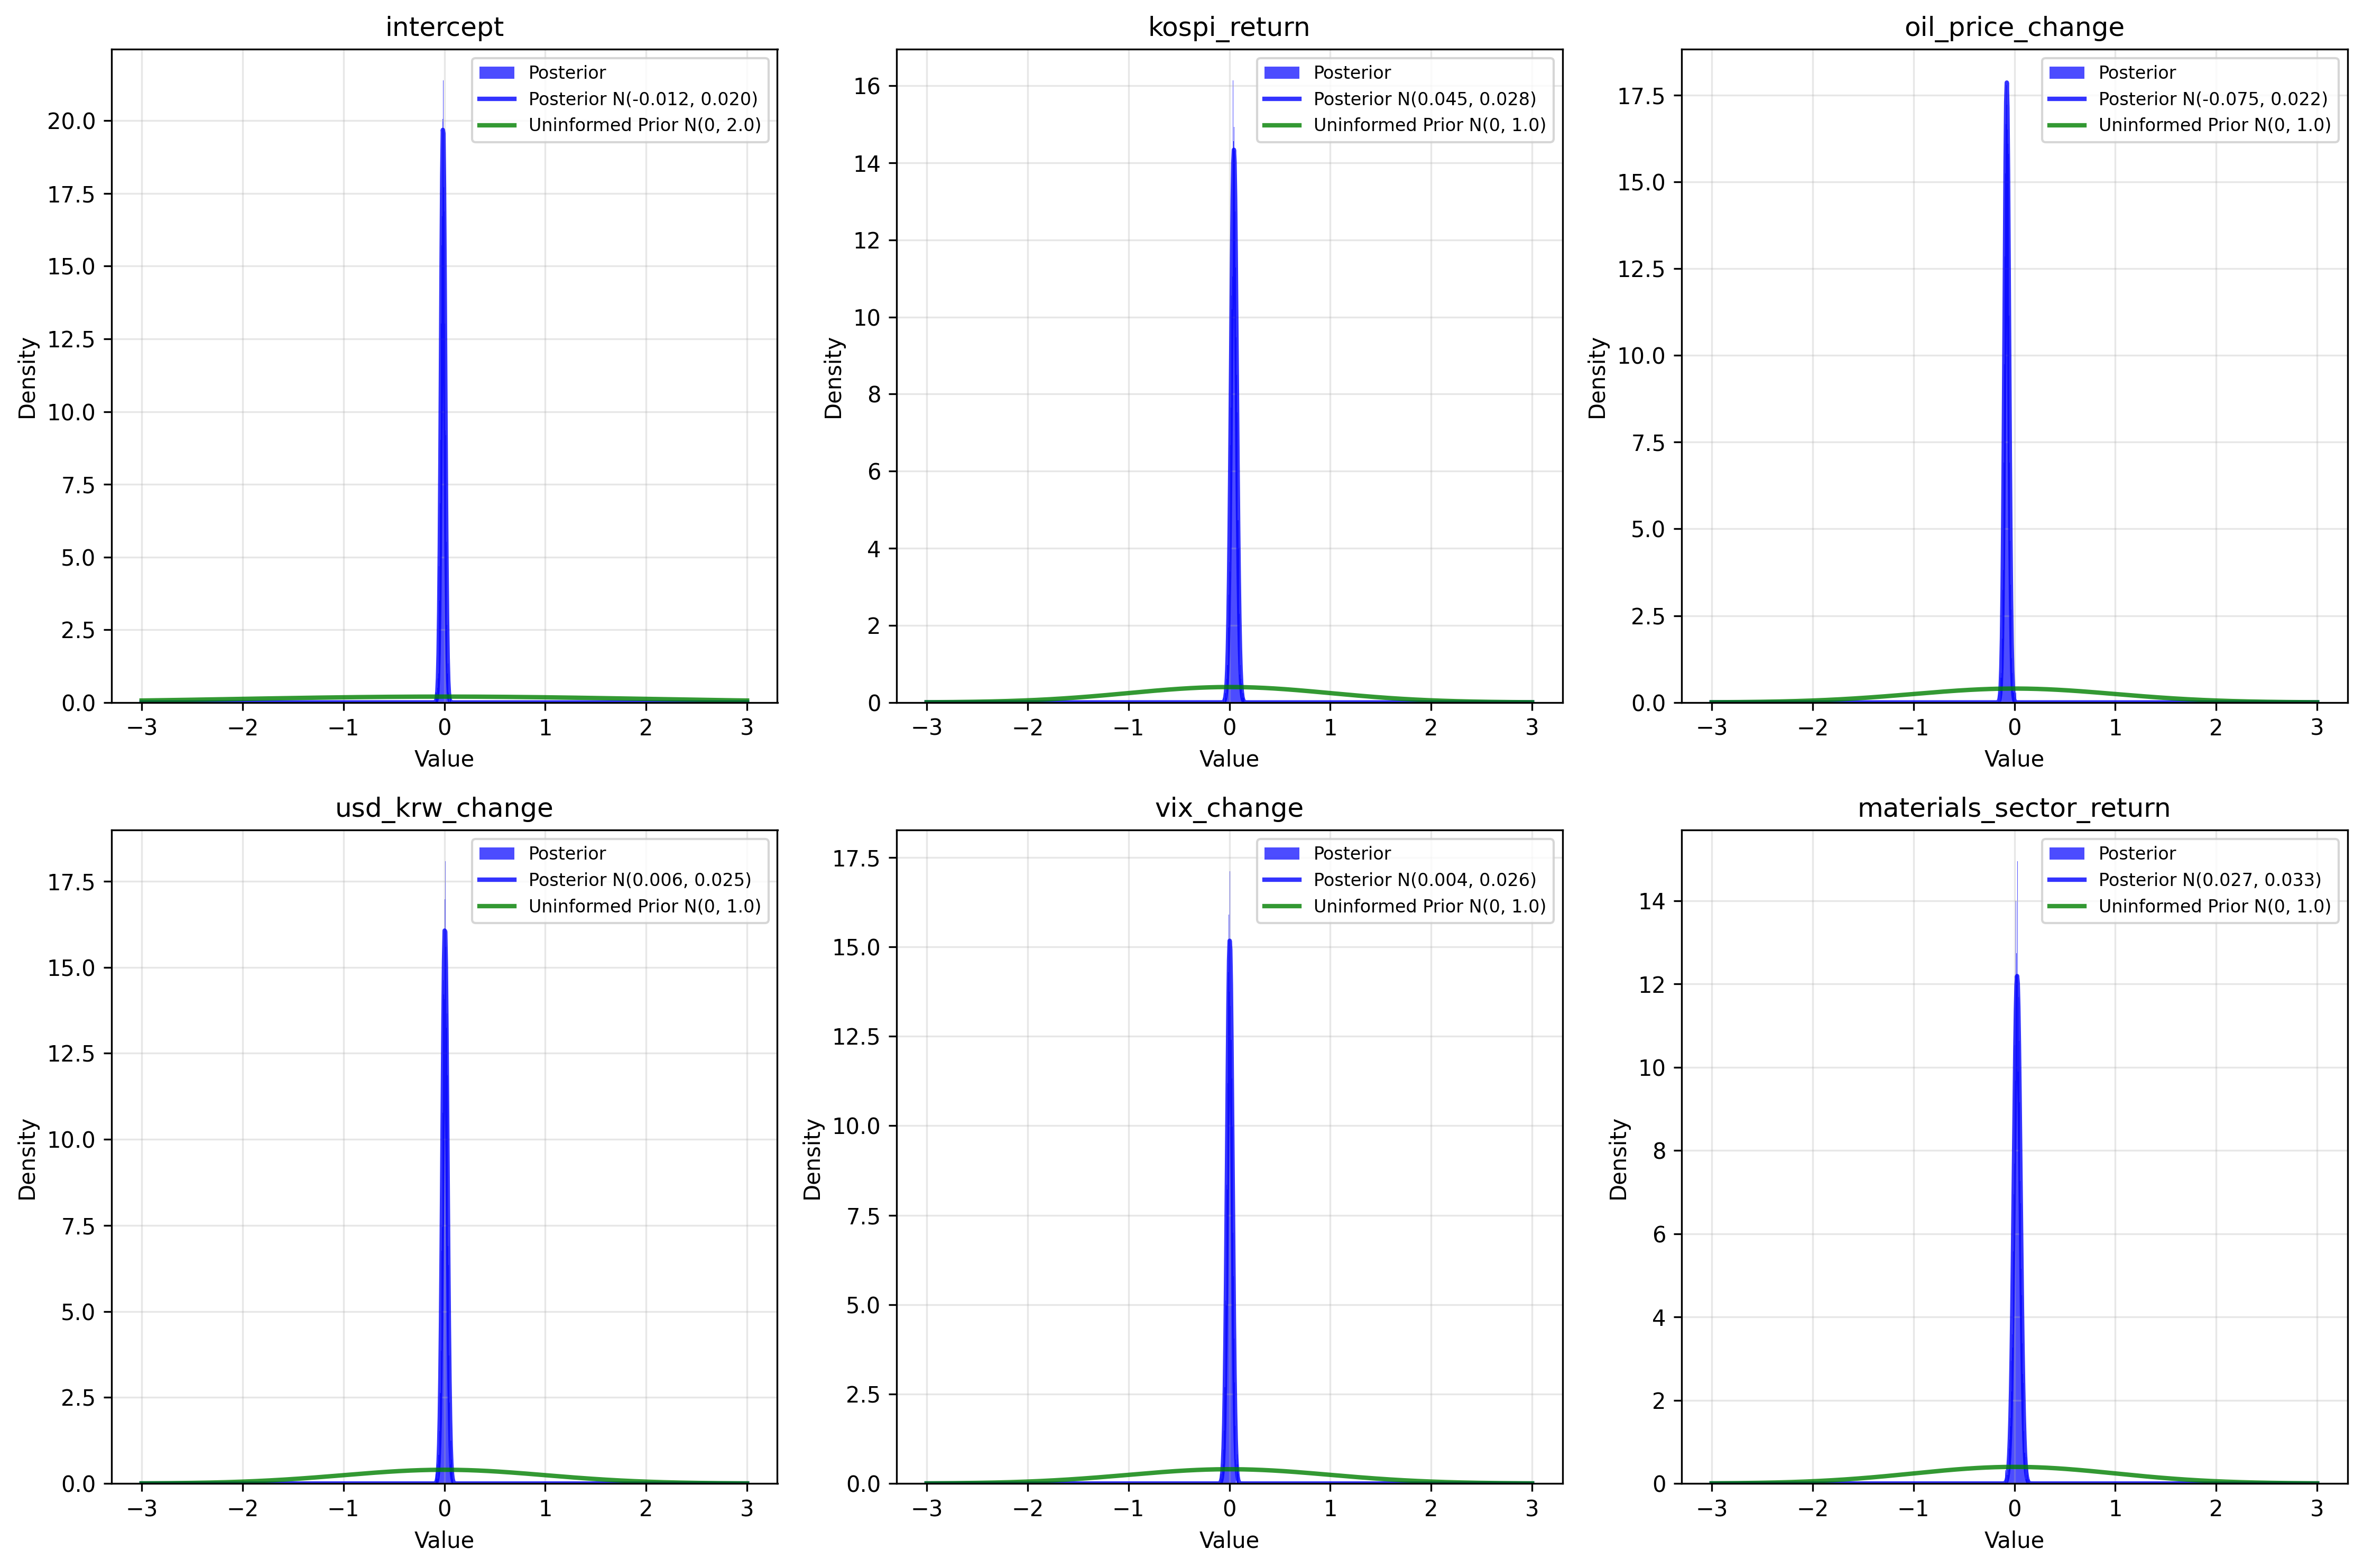 intercept
Density
20.0
17.5
15.0
12.5
10.0
7.5
5.0
2.5
0.0
Posterior
Posterior N(-0.012, 0.020)
Uninformed Prior N(0, 2.0)
−3 −2 −1 0 1 2 3
Value
kospi_return
Density
16
14
12
10
8
6
4
2
0
Posterior
Posterior N(0.045, 0.028)
Uninformed Prior N(0, 1.0)
−3 −2 −1 0 1 2 3
Value
oil_price_change
Density
17.5
15.0
12.5
10.0
7.5
5.0
2.5
0.0
Posterior
Posterior N(-0.075, 0.022)
Uninformed Prior N(0, 1.0)
−3 −2 −1 0 1 2 3
Value
usd_krw_change
Density
17.5
15.0
12.5
10.0
7.5
5.0
2.5
0.0
Posterior
Posterior N(0.006, 0.025)
Uninformed Prior N(0, 1.0)
−3 −2 −1 0 1 2 3
Value
vix_change
Density
17.5
15.0
12.5
10.0
7.5
5.0
2.5
0.0
Posterior
Posterior N(0.004, 0.026)
Uninformed Prior N(0, 1.0)
−3 −2 −1 0 1 2 3
Value
materials_sector_return
Density
14
12
10
8
6
4
2
0
Posterior
Posterior N(0.027, 0.033)
Uninformed Prior N(0, 1.0)
−3 −2 −1 0 1 2 3
Value